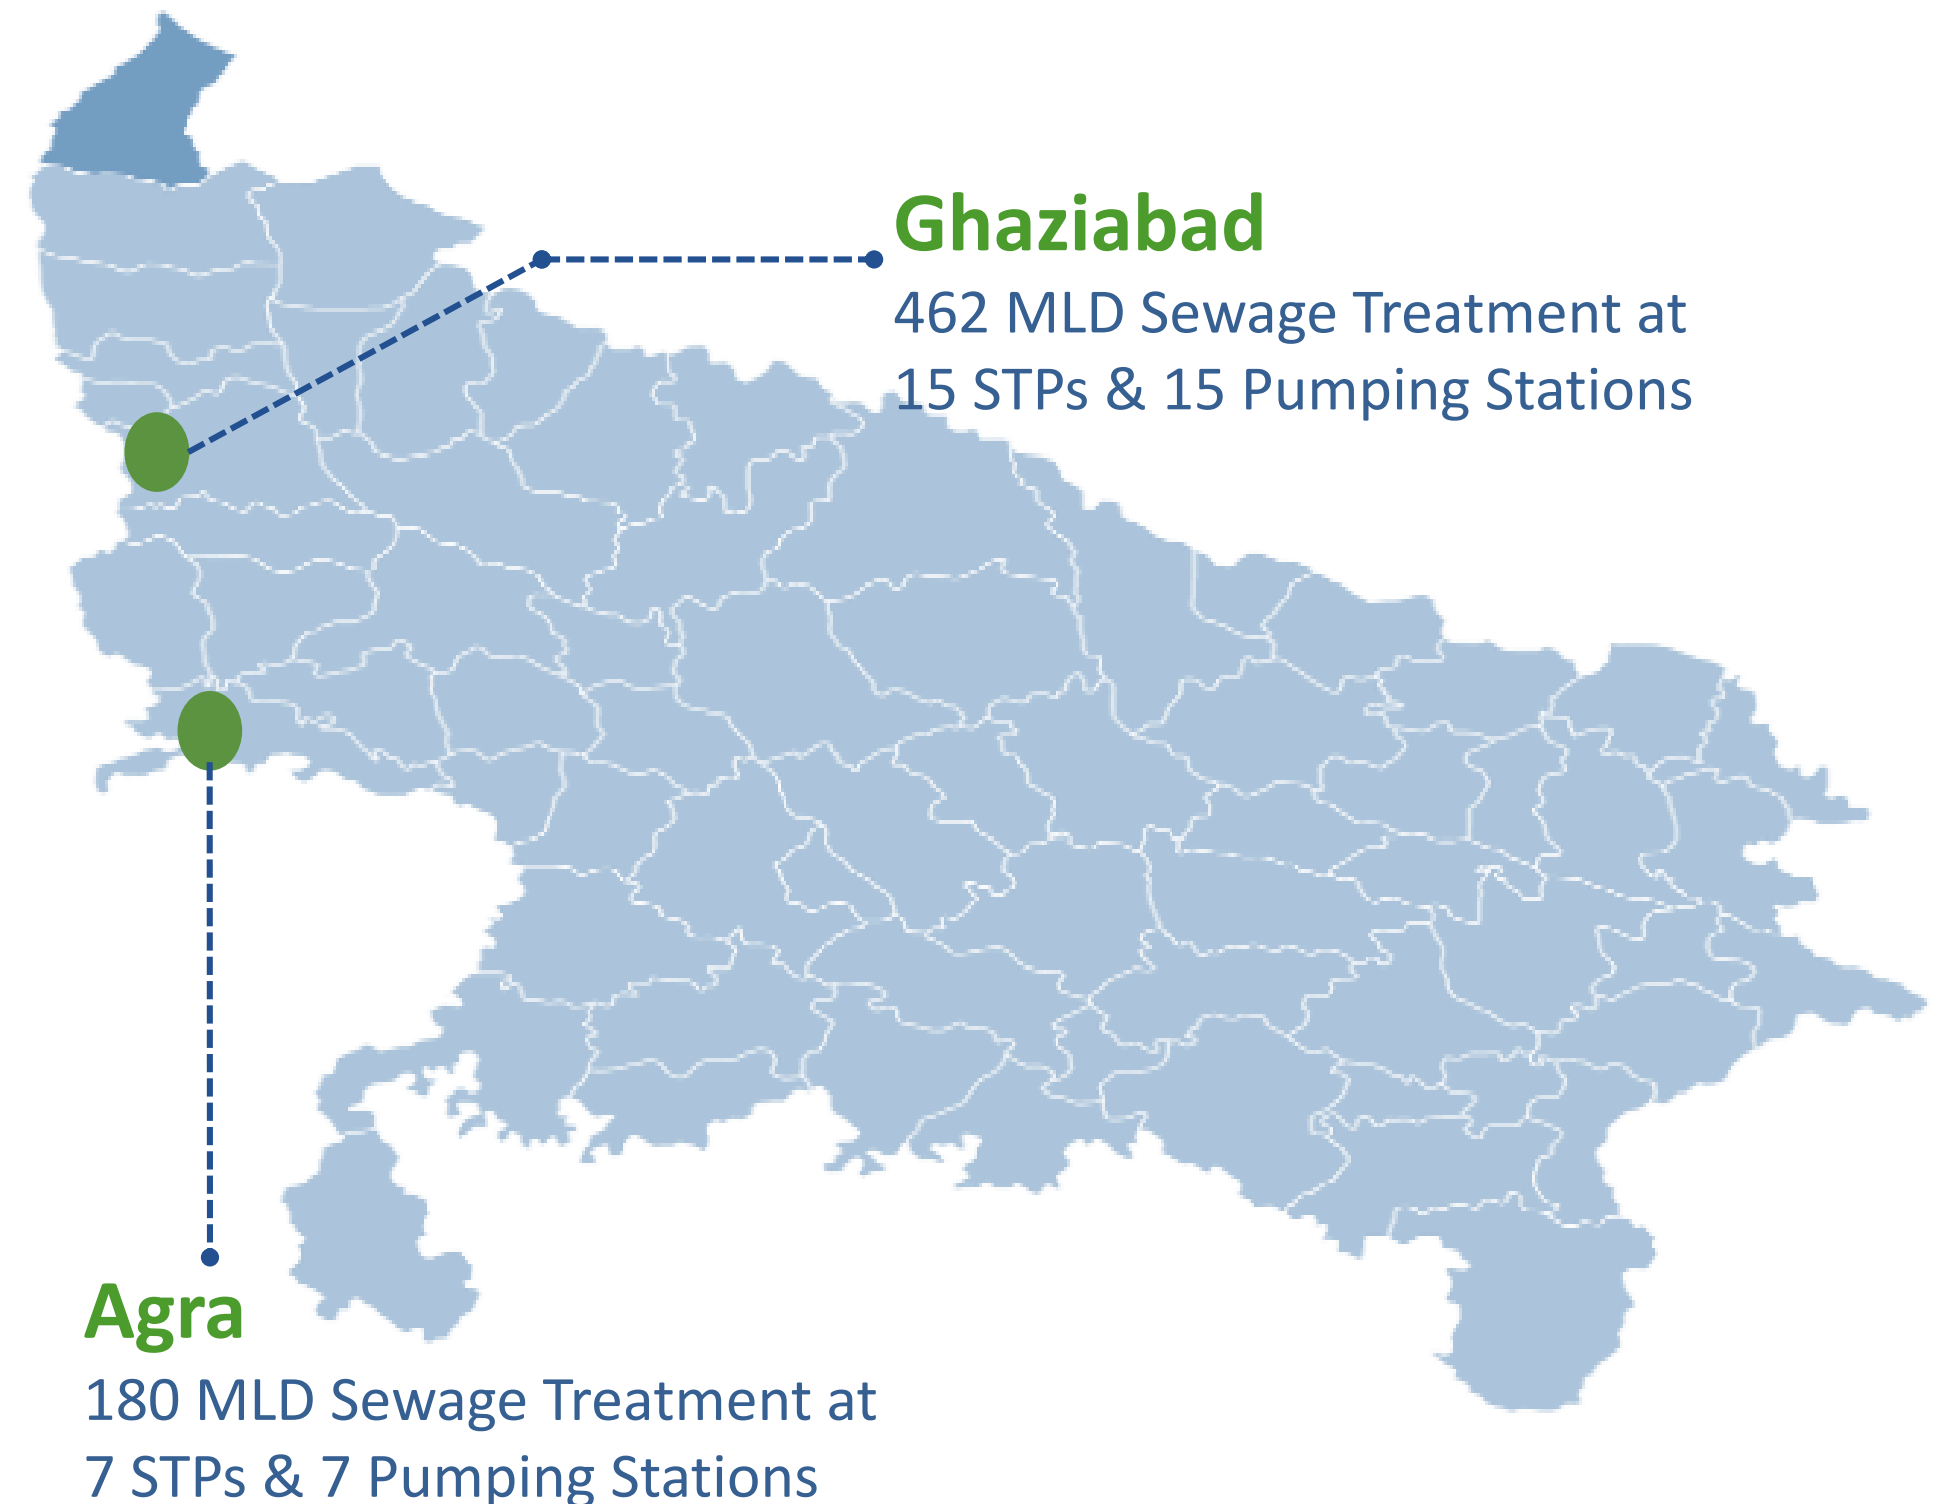 Ghaziabad
462 MLD Sewage Treatment at
15 STPs & 15 Pumping Stations
Agra
180 MLD Sewage Treatment at
7 STPs & 7 Pumping Stations